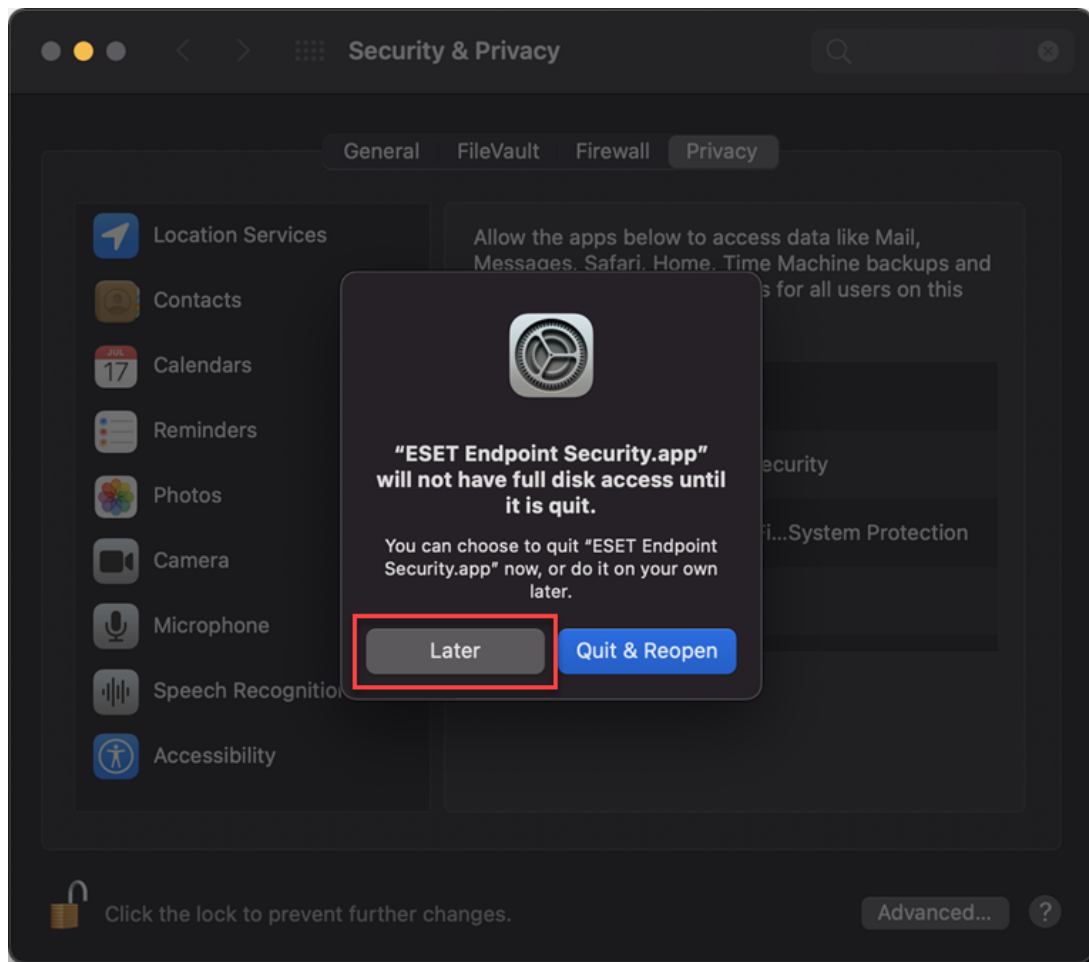 Security & Privacy
General FileVault Firewall Privacy
Location Services
Contacts
JUL
17
Calendars
Reminders
Photos
Camera
Microphone
Speech Recognition
Accessibility
Allow the apps below to access data like Mail,
Messages, Safari, Home, Time Machine backups and
s for all users on this
ecurity
Fi...System Protection
“ESET Endpoint Security.app”
will not have full disk access until
it is quit.
You can choose to quit “ESET Endpoint
Security.app” now, or do it on your own
later.
Later Quit & Reopen
Click the lock to prevent further changes.
Advanced... ?